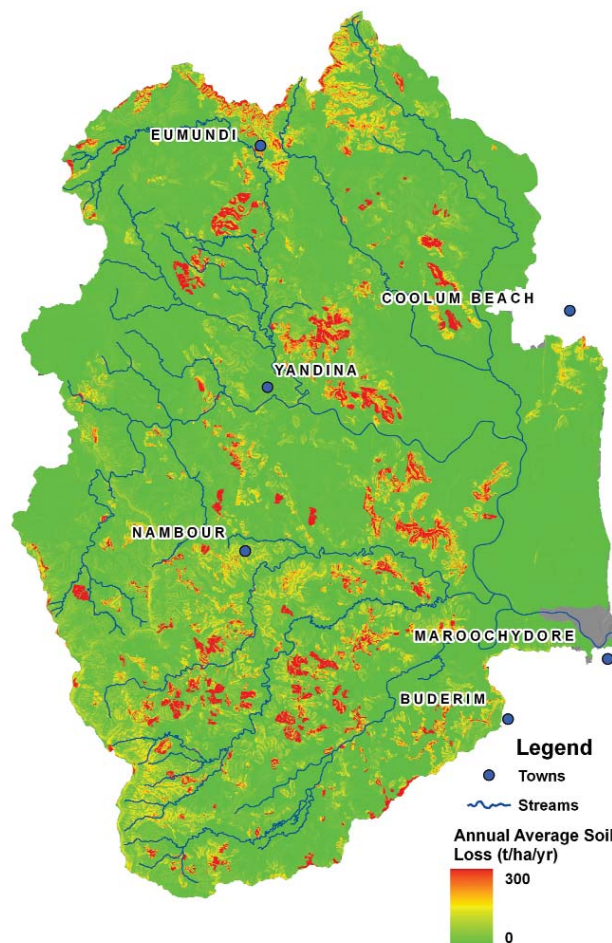 EUMUNDI
COOLUM BEACH
YANDINA
NAMBOUR
MAROOCHYDORE
BUDERIM
Legend
Towns
Streams
Annual Average Soil
Loss (t/ha/yr)
300
0